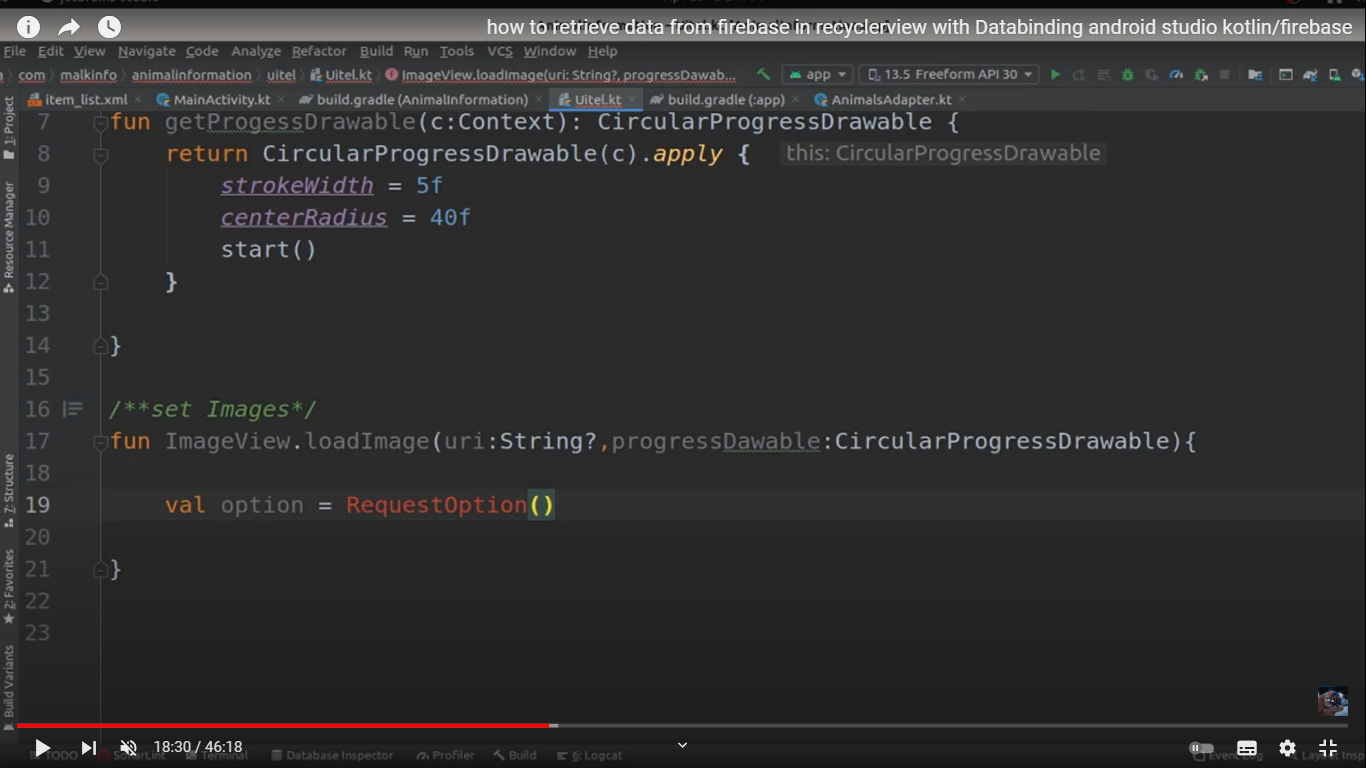 how to retrieve data from firebase in recyclerview with Databinding android studio kotlin/firebase
File Edit View Navigate Code Analyze Refactor Build Run Tools VCS Window Help
com malkinfo animalinformation uitel Uitel.kt ImageView.loadImage(uri: String?, progressDawab... app 13.5 Freeform API 30
item_list.xml MainActivity.kt build.gradle (AnimalInformation) Uitel.kt build.gradle (:app) AnimalsAdapter.kt
1: Project
Resource Manager
Z: Structure
2: Favorites
Build Variants
7 fun getProgessDrawable(c:Context): CircularProgressDrawable {
8 return CircularProgressDrawable(c).apply { this: CircularProgressDrawable
9 strokeWidth = 5f
10 centerRadius = 40f
11 start()
12 }
13
14 }
15
16 /**set Images*/
17 fun ImageView.loadImage(uri:String?,progressDawable:CircularProgressDrawable){
18
19 val option = RequestOption()
20
21 }
22
23
18:30 / 46:18
TODO SonarLint Terminal Database Inspector Profiler Build 6: Logcat Event Log Layout Insp